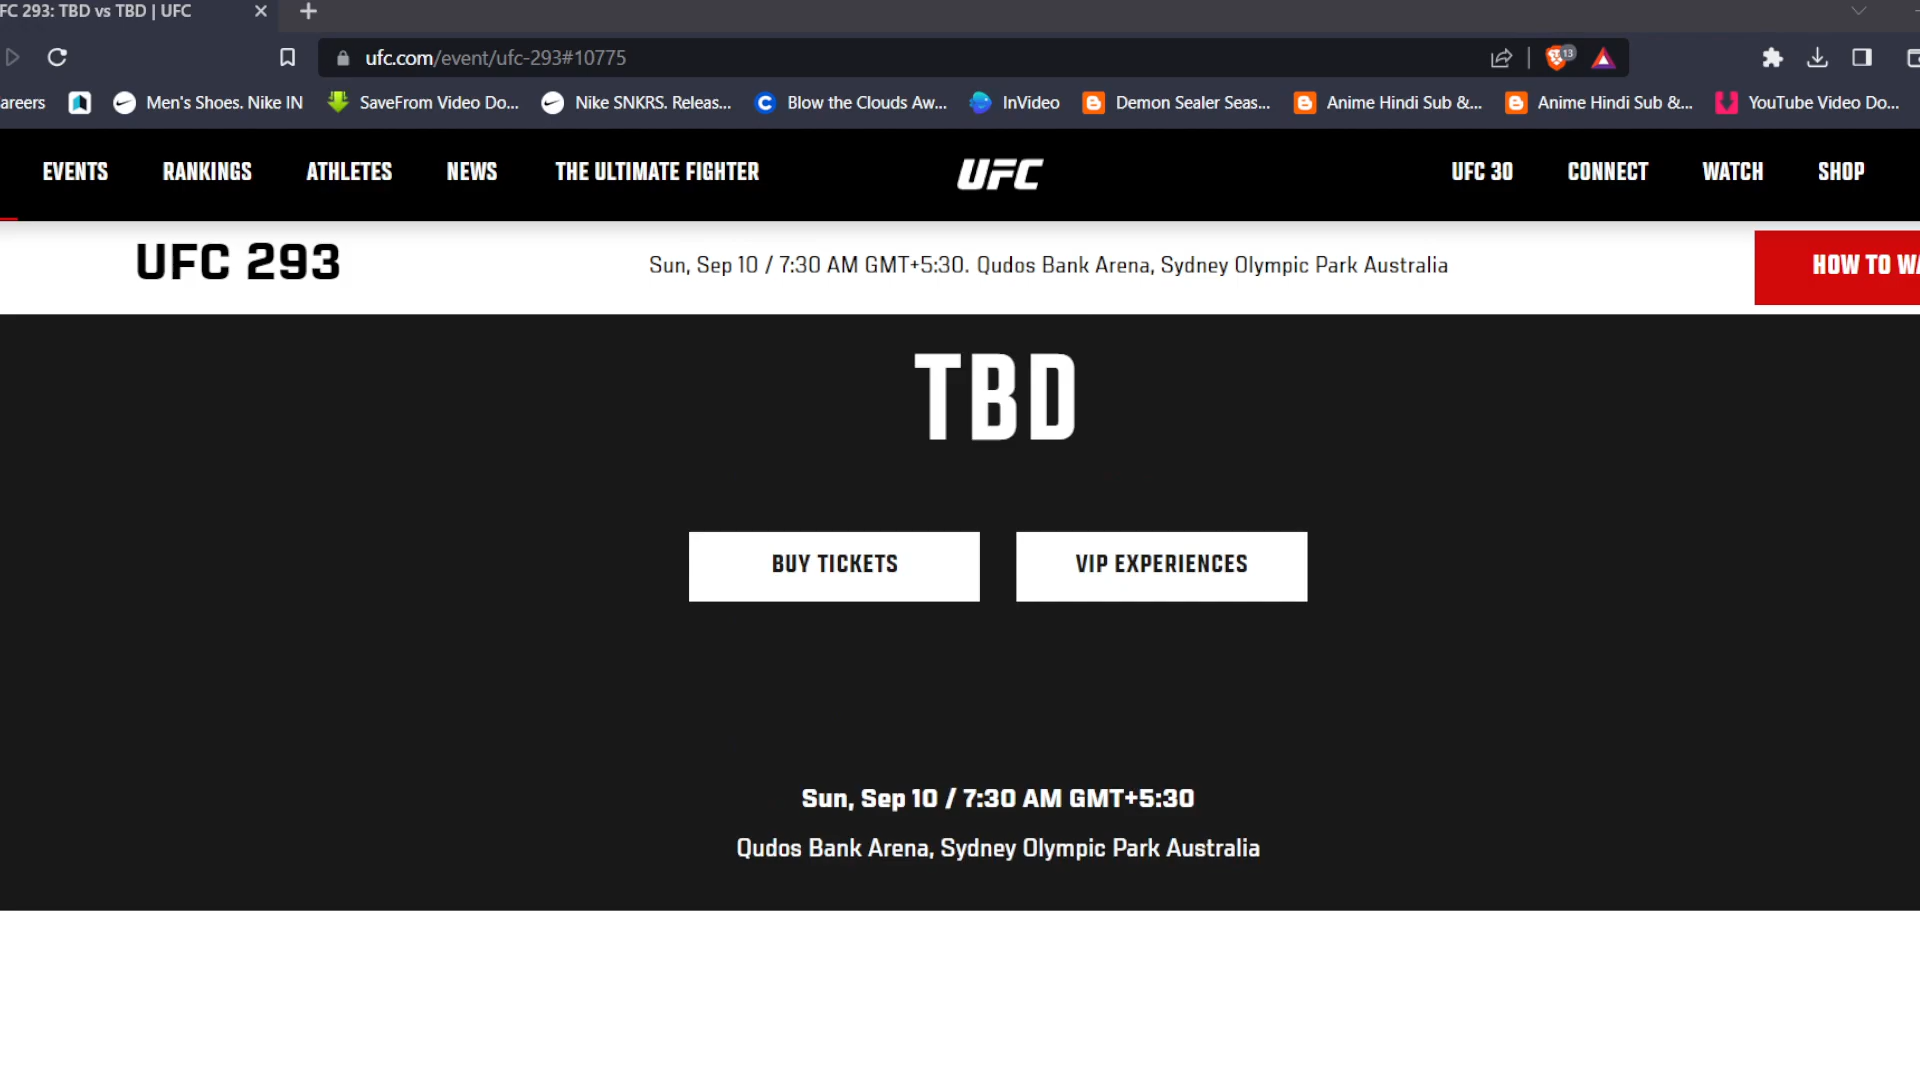 FC 293: TBD vs TBD | UFC
ufc.com/event/ufc-293#10775
13
areers Men's Shoes. Nike IN SaveFrom Video Do... Nike SNKRS. Releas... Blow the Clouds Aw... InVideo Demon Sealer Seas... Anime Hindi Sub &... Anime Hindi Sub &... YouTube Video Do...
EVENTS RANKINGS ATHLETES NEWS THE ULTIMATE FIGHTER UFC UFC 30 CONNECT WATCH SHOP
UFC 293 Sun, Sep 10 / 7:30 AM GMT+5:30. Qudos Bank Arena, Sydney Olympic Park Australia HOW TO WA
TBD
BUY TICKETS VIP EXPERIENCES
Sun, Sep 10 / 7:30 AM GMT+5:30
Qudos Bank Arena, Sydney Olympic Park Australia